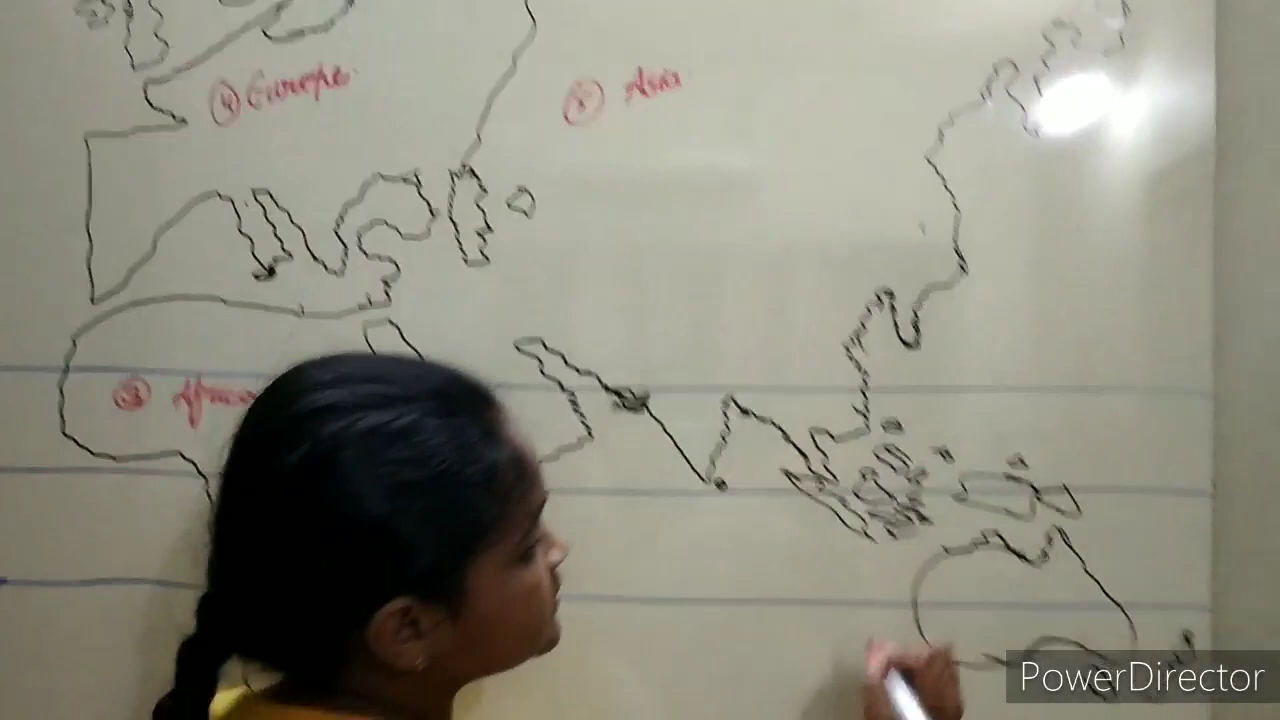 ④ Europe
⑤ Asia
③ Africa
PowerDirector